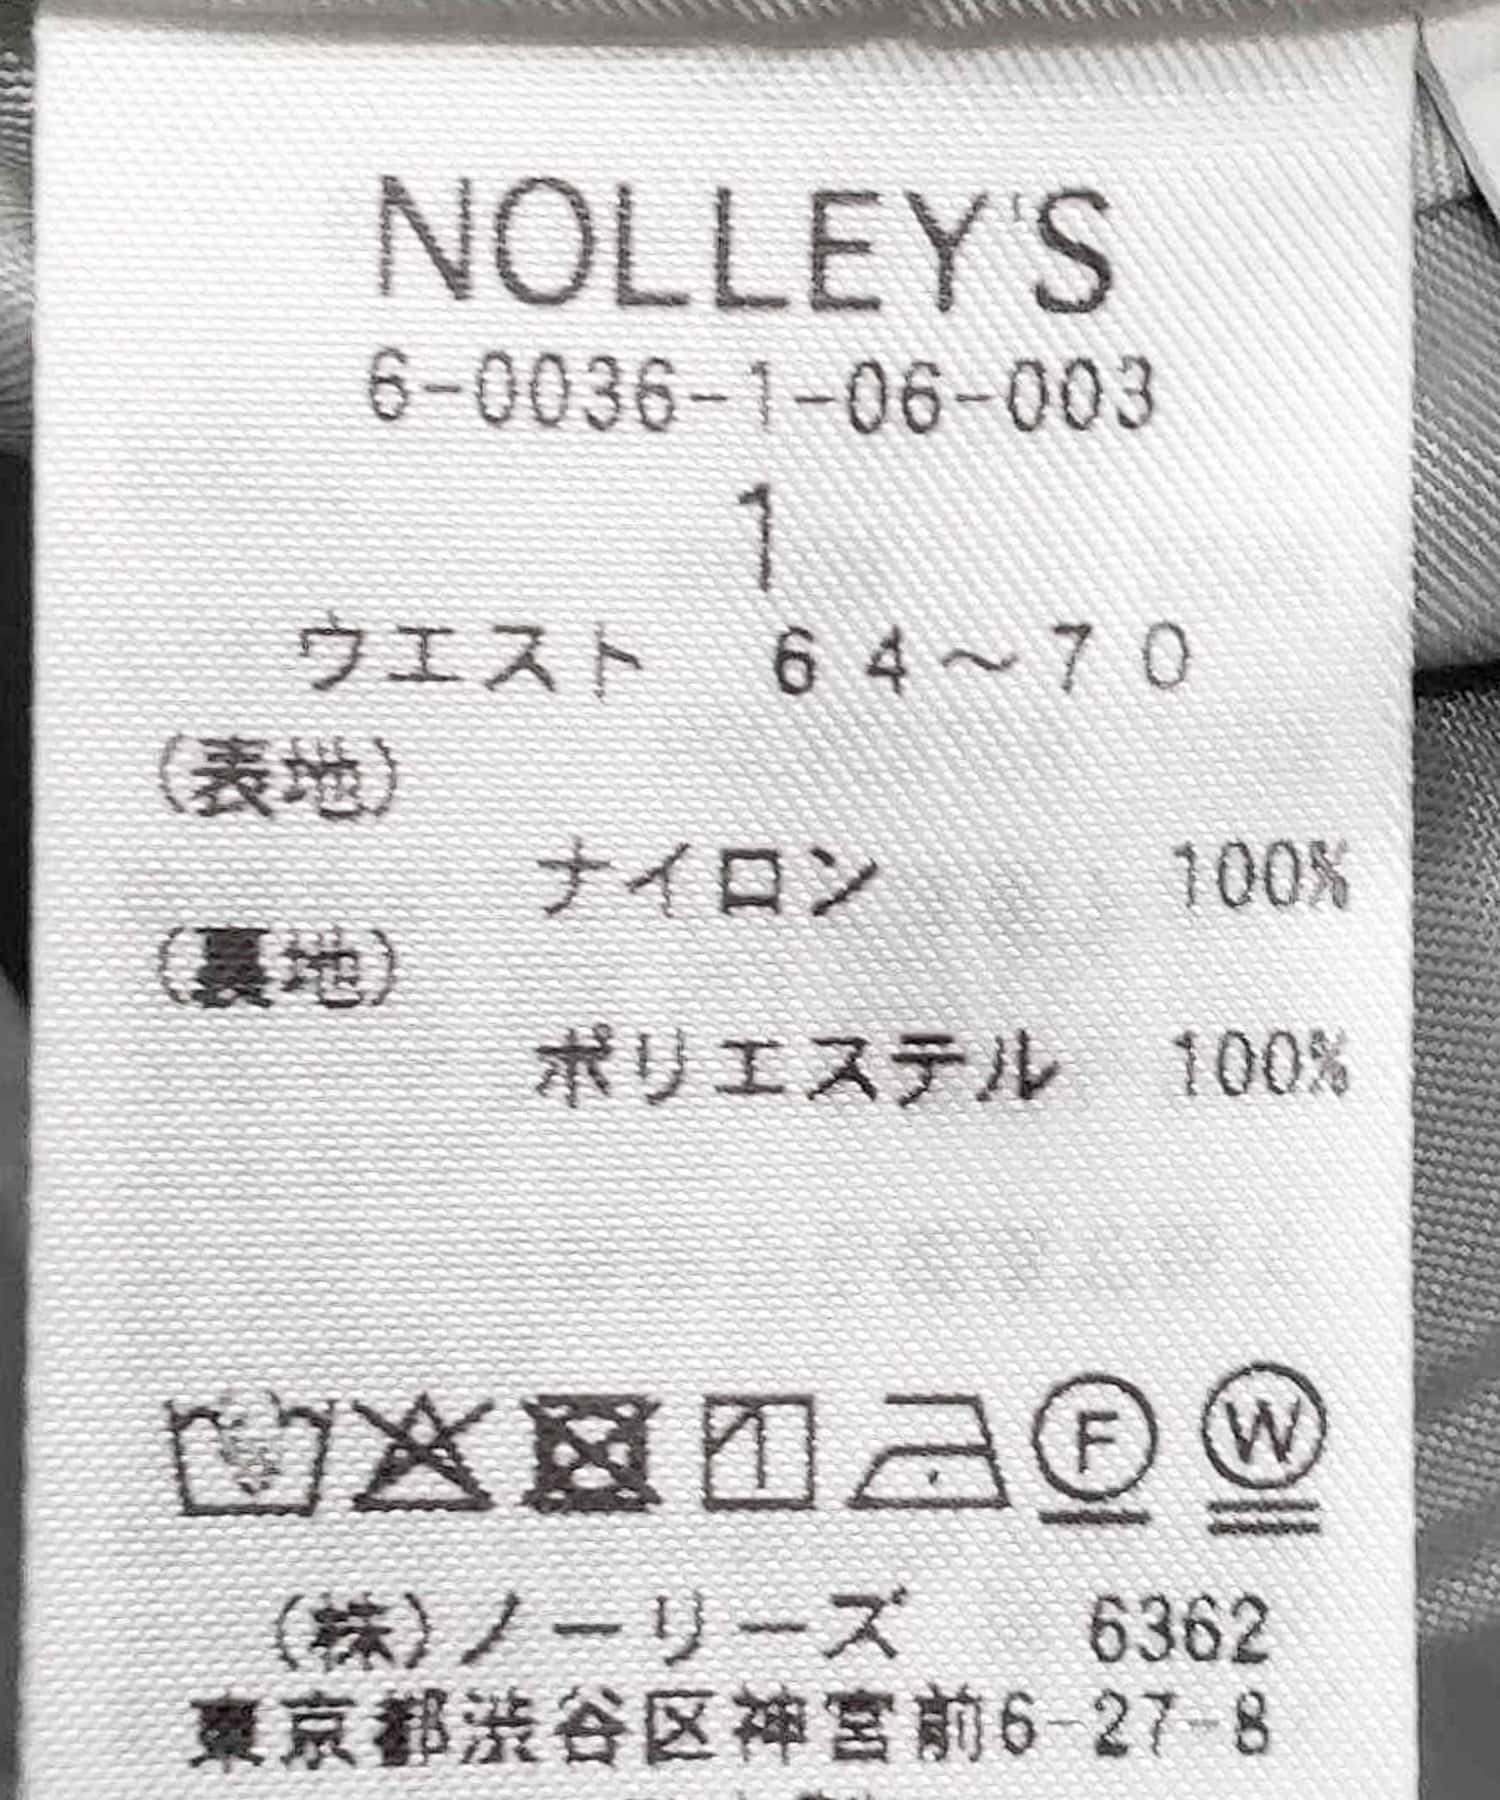 NOLLEY'S
6-0036-1-06-003
1
ウエスト 64〜70
(表地)
ナイロン 100%
(裏地)
ポリエステル 100%
F W
(株)ノーリーズ 6362
東京都渋谷区神宮前6-27-8